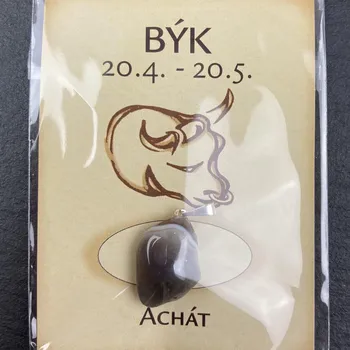 BÝK
20.4. - 20.5.
ACHÁT